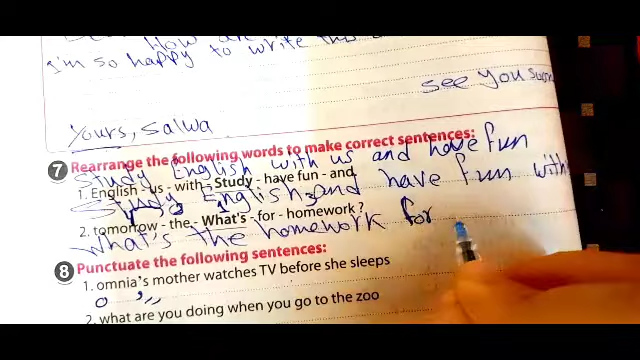 How are
I'm so happy to write this
see you
Yours, Salwa
7 Rearrange the following words to make correct sentences:
Study English with us and have fun
1. English - us - with - Study - have fun - and
Study English and have fun with
2. tomorrow - the - What's - for - homework ?
What's the homework for
8 Punctuate the following sentences:
1. omnia's mother watches TV before she sleeps
2. what are you doing when you go to the zoo